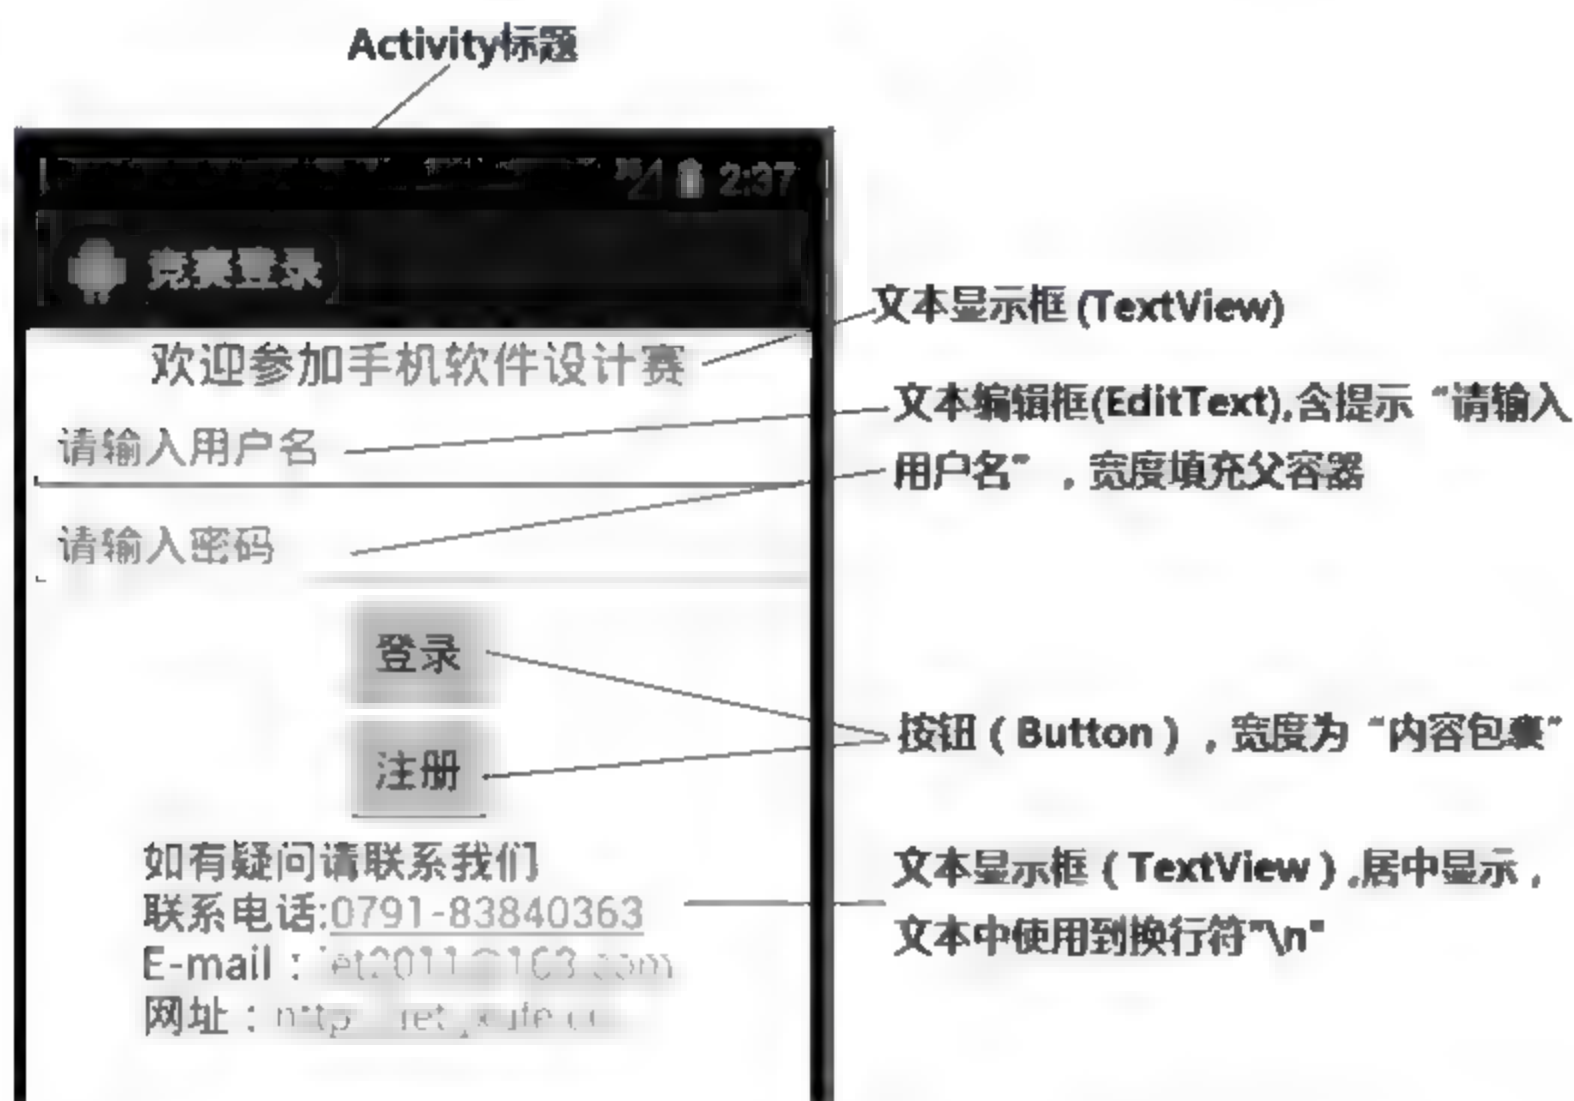 Activity标题
2:37
竞赛登录
欢迎参加手机软件设计赛
文本显示框 (TextView)
请输入用户名
文本编辑框(EditText),含提示 “请输入
用户名” ，宽度填充父容器
请输入密码
登录
注册
按钮（Button），宽度为 “内容包裹”
如有疑问请联系我们
联系电话:0791-83840363
E-mail：
网址：
文本显示框（TextView）,居中显示，
文本中使用到换行符"\n"